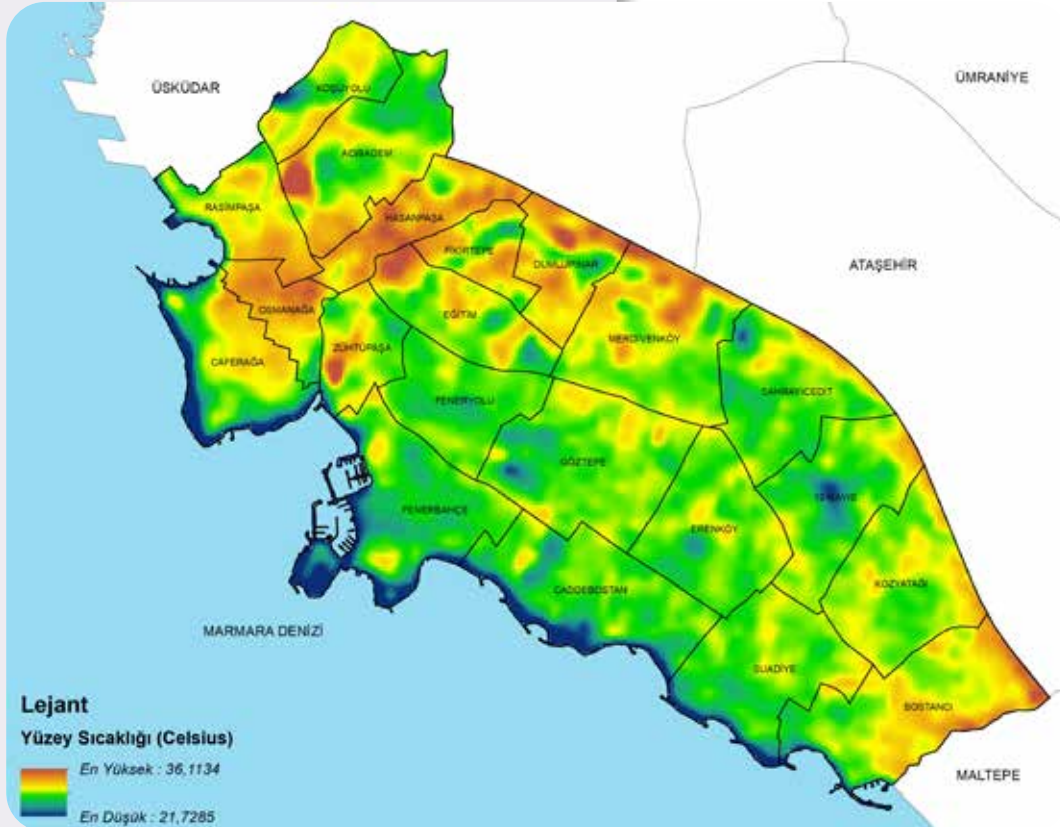 ÜMRANİYE
ÜSKÜDAR
KOŞUYOLU
ACIBADEM
RASİMPAŞA
HASANPAŞA
FİKİRTEPE
DUMLUPINAR
ATAŞEHİR
OSMANAĞA
EĞİTİM
MERDİVENKÖY
ZÜHTÜPAŞA
CAFERAĞA
SAHRAYICEDİT
FENERYOLU
GÖZTEPE
19 MAYIS
FENERBAHÇE
ERENKÖY
KOZYATAĞI
CADDEBOSTAN
MARMARA DENİZİ
SUADİYE
BOSTANCI
MALTEPE
Lejant
Yüzey Sıcaklığı (Celsius)
En Yüksek : 36,1134
En Düşük : 21,7285